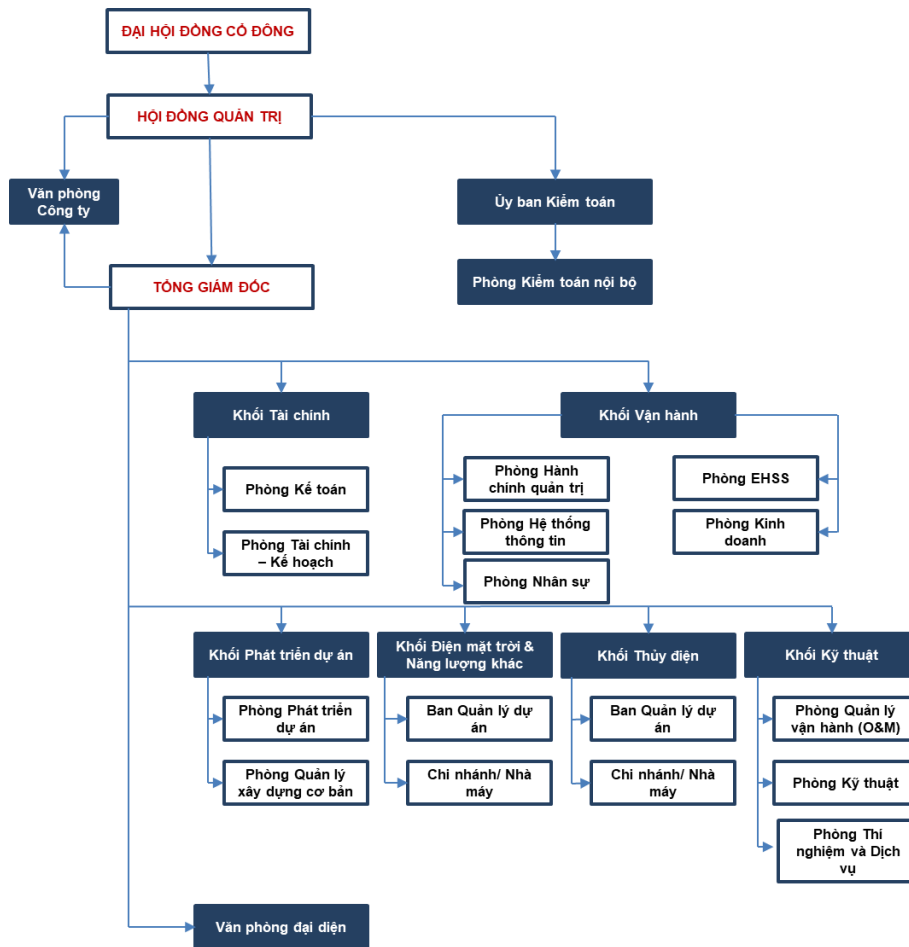 ĐẠI HỘI ĐỒNG CỔ ĐÔNG
HỘI ĐỒNG QUẢN TRỊ
Văn phòng
Công ty
Ủy ban Kiểm toán
TỔNG GIÁM ĐỐC
Phòng Kiểm toán nội bộ
Khối Tài chính
Khối Vận hành
Phòng Kế toán
Phòng Tài chính
– Kế hoạch
Phòng Hành
chính quản trị
Phòng Hệ thống
thông tin
Phòng Nhân sự
Phòng EHSS
Phòng Kinh
doanh
Khối Phát triển dự án
Khối Điện mặt trời &
Năng lượng khác
Khối Thủy điện
Khối Kỹ thuật
Phòng Phát triển
dự án
Phòng Quản lý
xây dựng cơ bản
Ban Quản lý dự
án
Chi nhánh/ Nhà
máy
Ban Quản lý dự
án
Chi nhánh/ Nhà
máy
Phòng Quản lý
vận hành (O&M)
Phòng Kỹ thuật
Phòng Thí
nghiệm và Dịch
vụ
Văn phòng đại diện